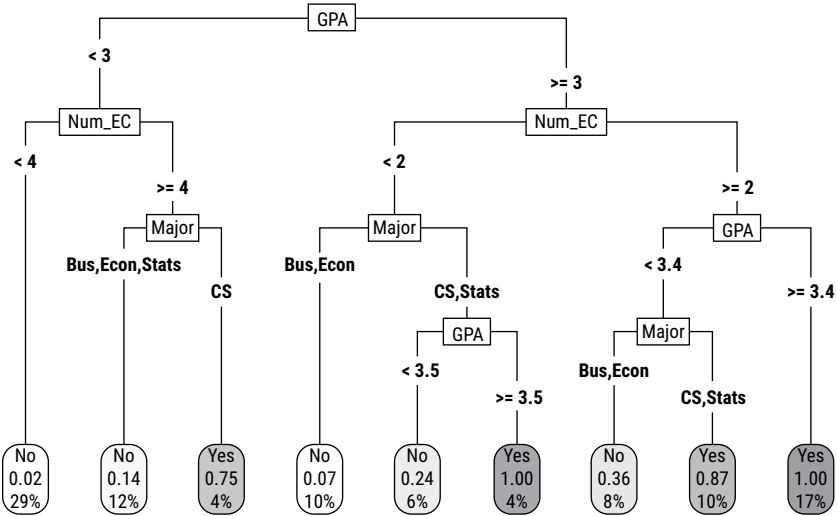 GPA
< 3
>= 3
Num_EC
Num_EC
< 4
< 2
>= 4
>= 2
Major
Major
GPA
Bus,Econ,Stats
Bus,Econ
< 3.4
CS
CS,Stats
>= 3.4
GPA
Major
< 3.5
Bus,Econ
>= 3.5
CS,Stats
No
0.02
29%
No
0.14
12%
Yes
0.75
4%
No
0.07
10%
No
0.24
6%
Yes
1.00
4%
No
0.36
8%
Yes
0.87
10%
Yes
1.00
17%